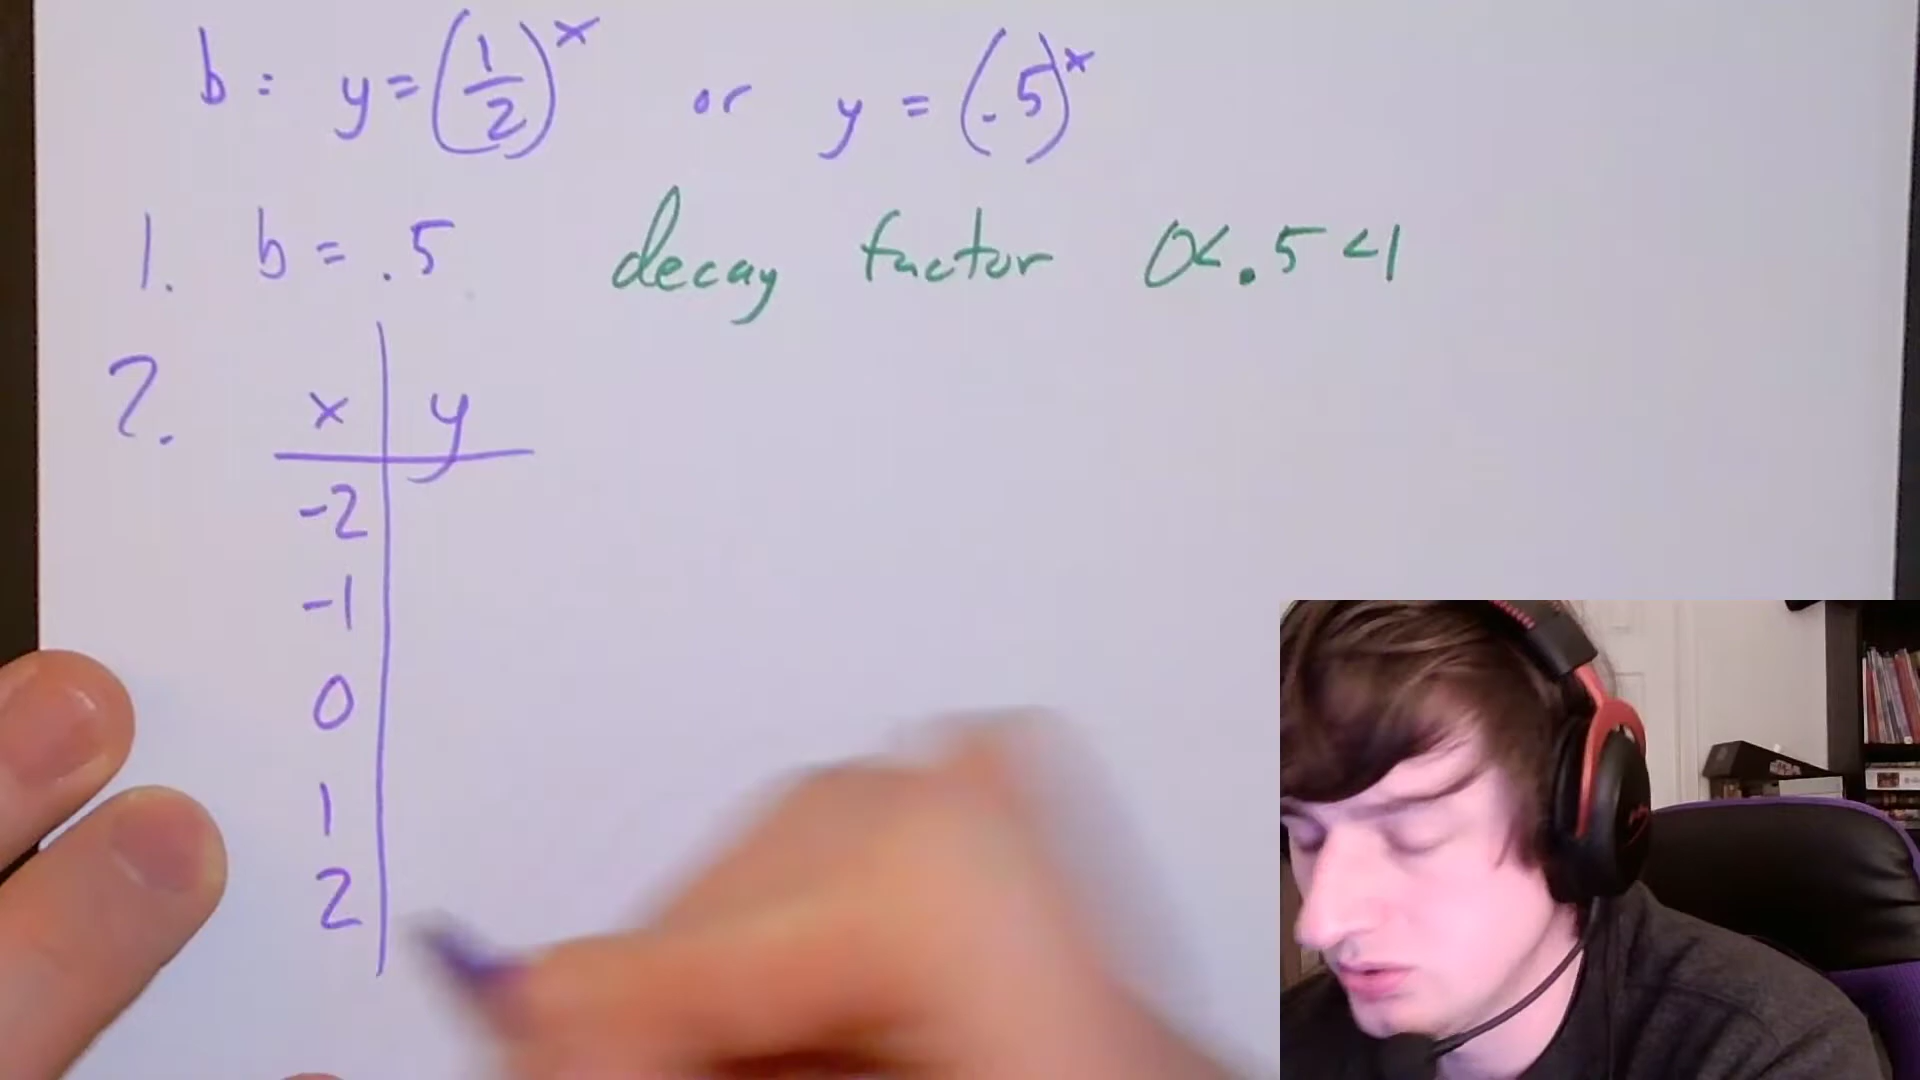 b: y = (1/2)^x or y = (.5)^x
1. b = .5 decay factor 0<.5<1
2. x y
-2
-1
0
1
2